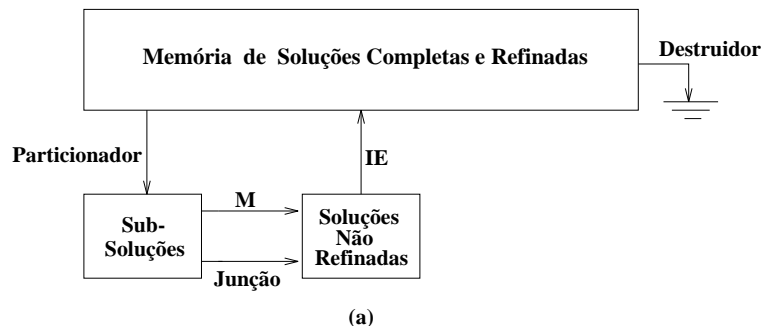 Memória de Soluções Completas e Refinadas
Destruidor
Particionador
IE
M
Sub-
Soluções
Soluções
Não
Refinadas
Junção
(a)